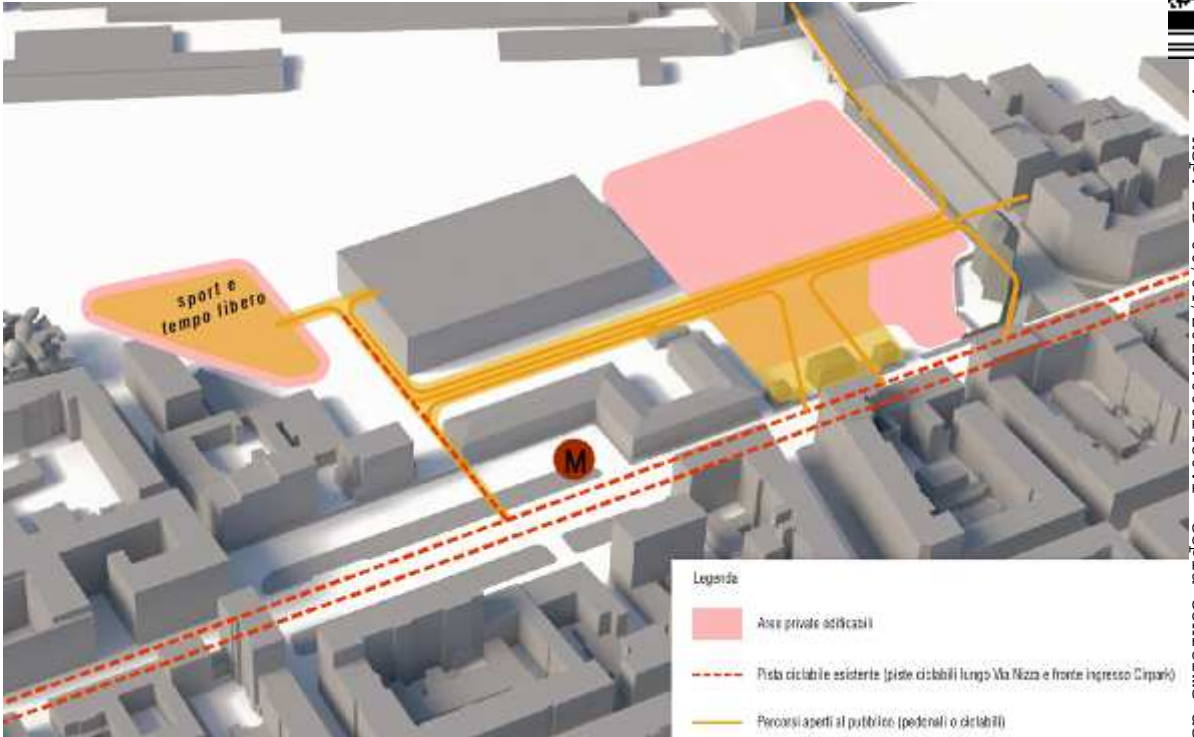 sport e
tempo libero
M
Legenda
Aree private edificabili
Pista ciclabile esistente (piste ciclabili lungo Via Nizza e fronte ingresso Cirpark)
Percorsi aperti al pubblico (pedonali o ciclabili)